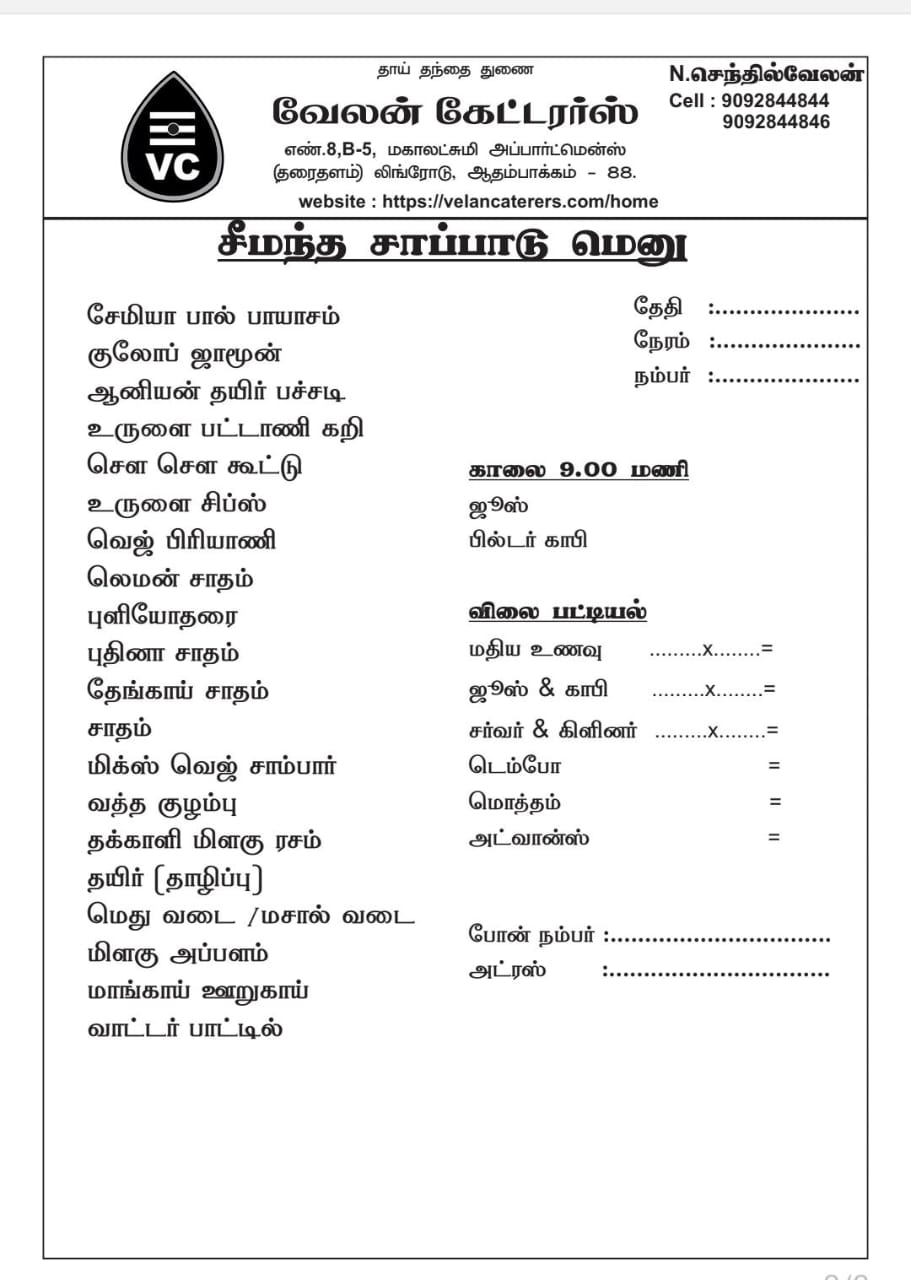 தாய் தந்தை துணை
வேலன் கேட்டரர்ஸ்
எண்.8,B-5, மகாலட்சுமி அப்பார்ட்மென்ஸ்
(தரைதளம்) லிங்ரோடு, ஆதம்பாக்கம் - 88.
website : https://velancaterers.com/home
N.செந்தில்வேலன்
Cell : 9092844844
9092844846
VC
சீமந்த சாப்பாடு மெனு
சேமியா பால் பாயாசம்
குலோப் ஜாமூன்
ஆனியன் தயிர் பச்சடி
உருளை பட்டாணி கறி
சௌ சௌ கூட்டு
உருளை சிப்ஸ்
வெஜ் பிரியாணி
லெமன் சாதம்
புளியோதரை
புதினா சாதம்
தேங்காய் சாதம்
சாதம்
மிக்ஸ் வெஜ் சாம்பார்
வத்த குழம்பு
தக்காளி மிளகு ரசம்
தயிர் (தாழிப்பு)
மெது வடை /மசால் வடை
மிளகு அப்பளம்
மாங்காய் ஊறுகாய்
வாட்டர் பாட்டில்
தேதி :.....................
நேரம் :.....................
நம்பர் :.....................
காலை 9.00 மணி
ஜூஸ்
பில்டர் காபி
விலை பட்டியல்
மதிய உணவு .........x........=
ஜூஸ் & காபி .........x........=
சர்வர் & கிளினர் .........x........=
டெம்போ =
மொத்தம் =
அட்வான்ஸ் =
போன் நம்பர் :................................
அட்ரஸ் :................................